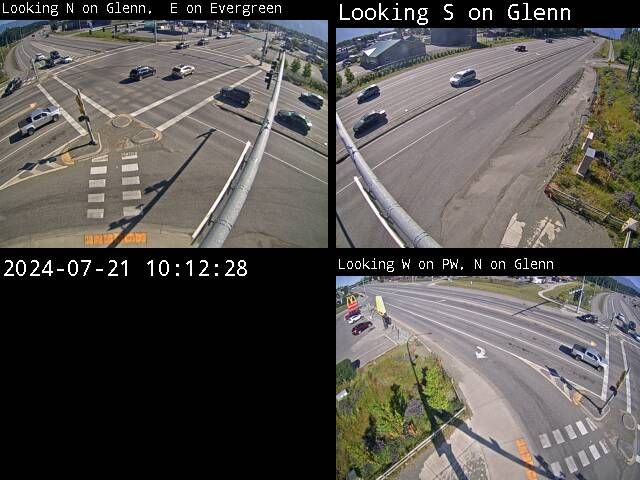 Looking N on Glenn,  E on Evergreen
Looking S on Glenn
2024-07-21 10:12:28
Looking W on PW, N on Glenn